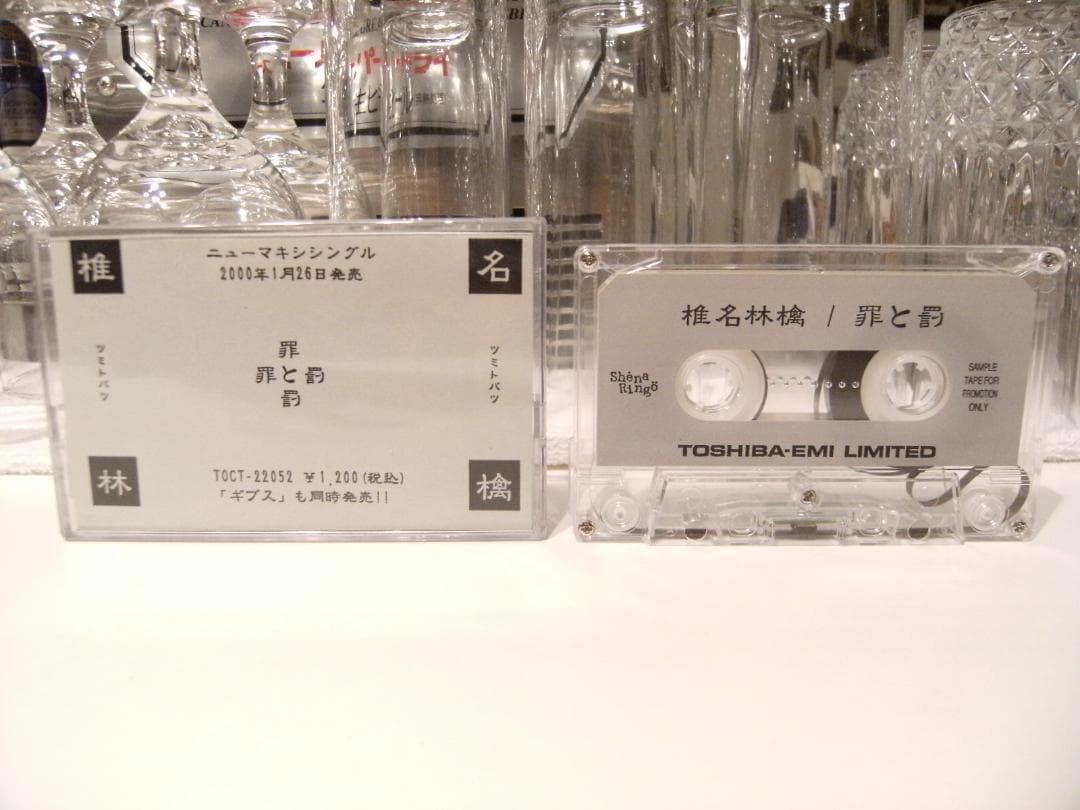 椎
名
ニューマキシシングル
2000年1月26日発売
ツミトバツ
罪
罪と罰
罰
ツミトバツ
林
檎
TOCT-22052 ¥1,200(税込)
「ギブス」も同時発売!!
椎名林檎 / 罪と罰
Shéna
Ringö
SAMPLE
TAPE FOR
PROMOTION
ONLY
TOSHIBA-EMI LIMITED